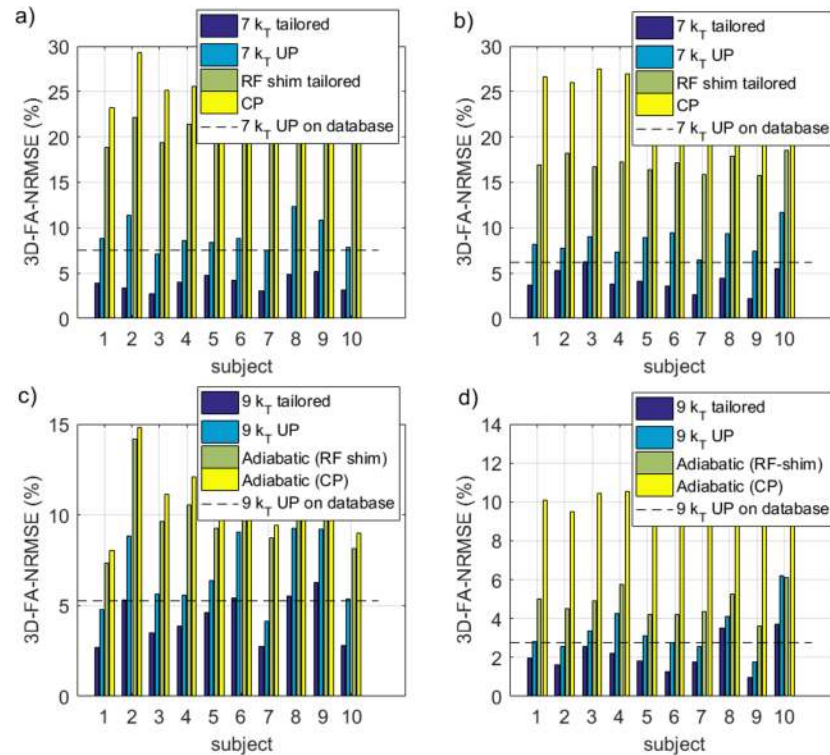 a)
7 kT tailored
7 kT UP
RF shim tailored
CP
7 kT UP on database
3D-FA-NRMSE (%)
30
25
20
15
10
5
0
1 2 3 4 5 6 7 8 9 10
subject
b)
7 kT tailored
7 kT UP
RF shim tailored
CP
7 kT UP on database
3D-FA-NRMSE (%)
30
25
20
15
10
5
0
1 2 3 4 5 6 7 8 9 10
subject
c)
9 kT tailored
9 kT UP
Adiabatic (RF shim)
Adiabatic (CP)
9 kT UP on database
3D-FA-NRMSE (%)
15
10
5
0
1 2 3 4 5 6 7 8 9 10
subject
d)
9 kT tailored
9 kT UP
Adiabatic (RF-shim)
Adiabatic (CP)
9 kT UP on database
3D-FA-NRMSE (%)
14
12
10
8
6
4
2
0
1 2 3 4 5 6 7 8 9 10
subject